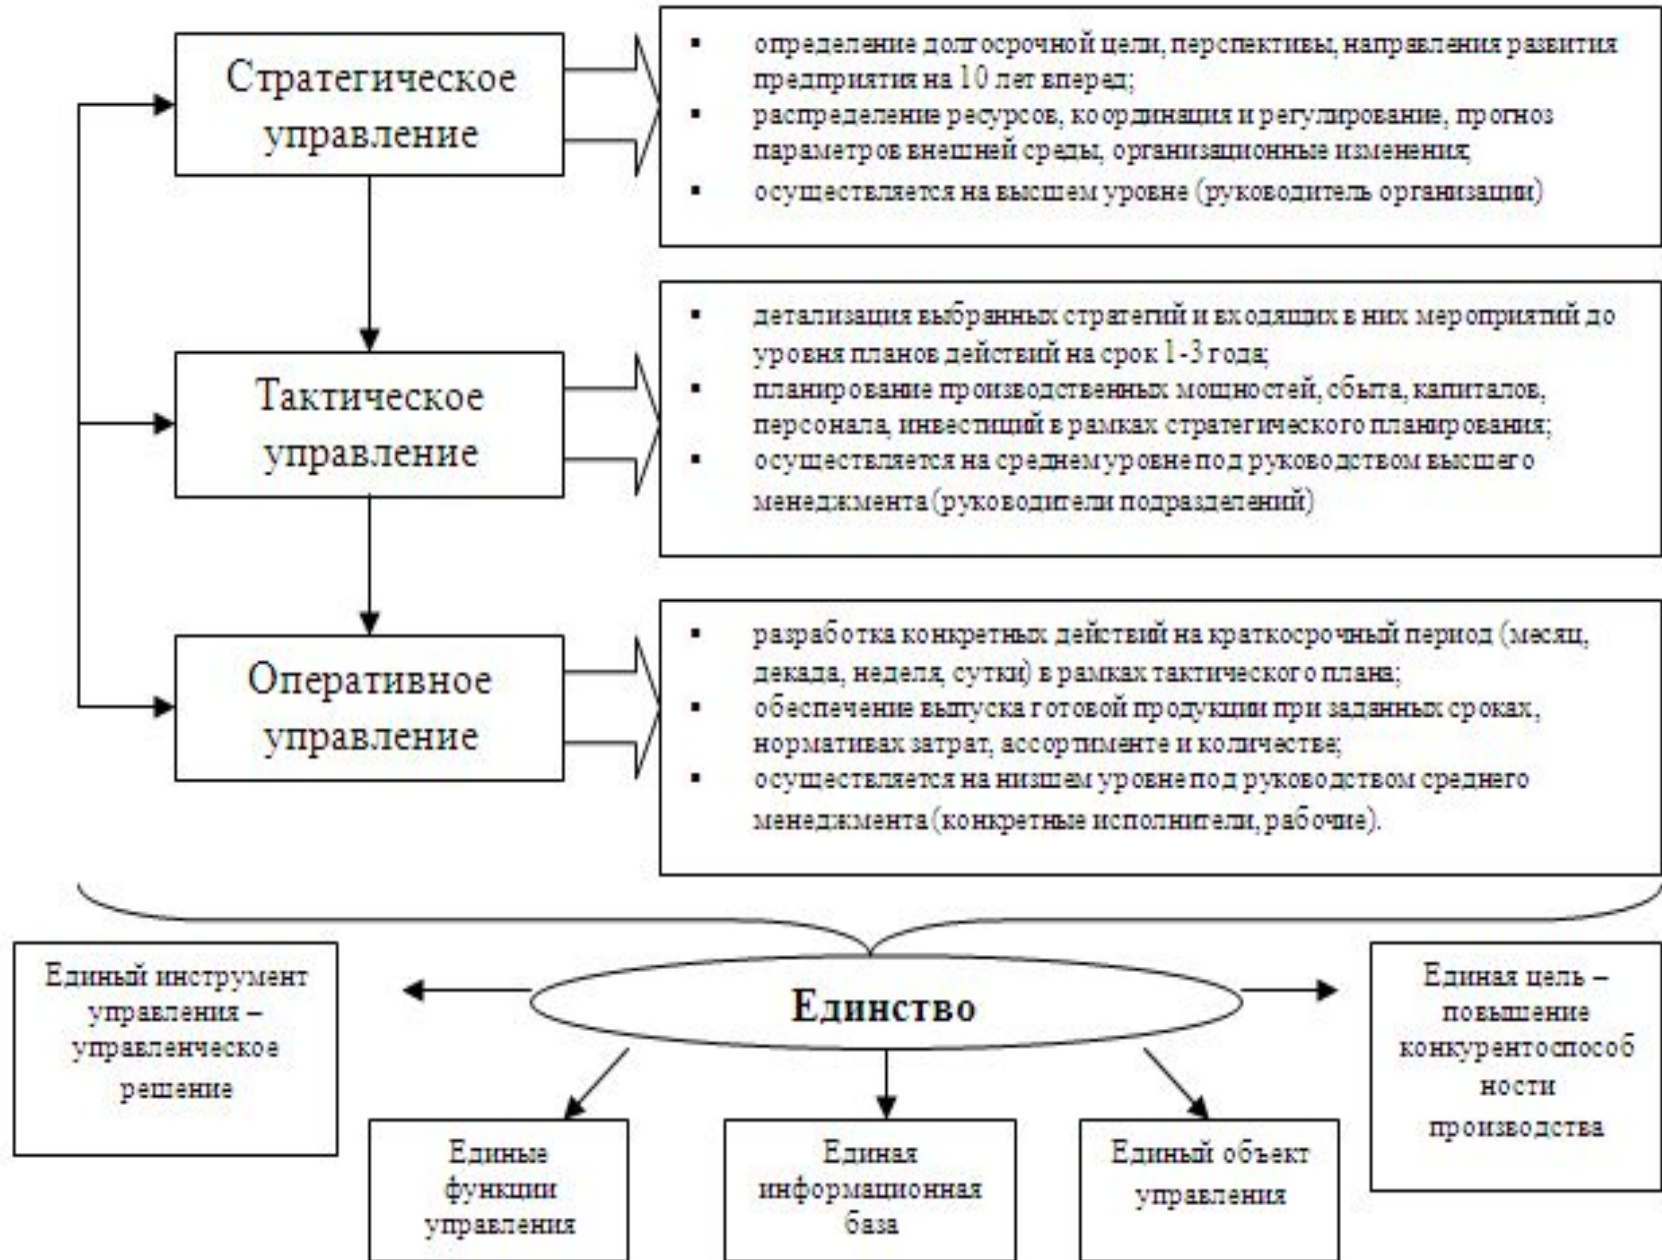 Стратегическое
управление
▪ определение долгосрочной цели, перспективы, направления развития
предприятия на 10 лет вперед;
▪ распределение ресурсов, координация и регулирование, прогноз
параметров внешней среды, организационные изменения;
▪ осуществляется на высшем уровне (руководитель организации)
Тактическое
управление
▪ детализация выбранных стратегий и входящих в них мероприятий до
уровня планов действий на срок 1-3 года;
▪ планирование производственных мощностей, сбыта, капиталов,
персонала, инвестиций в рамках стратегического планирования;
▪ осуществляется на среднем уровне под руководством высшего
менеджмента (руководители подразделений)
Оперативное
управление
▪ разработка конкретных действий на краткосрочный период (месяц,
декада, неделя, сутки) в рамках тактического плана;
▪ обеспечение выпуска готовой продукции при заданных сроках,
нормативах затрат, ассортименте и количестве;
▪ осуществляется на низшем уровне под руководством среднего
менеджмента (конкретные исполнители, рабочие).
Единство
Единый инструмент
управления –
управленческое
решение
Единые
функции
управления
Единая
информационная
база
Единый объект
управления
Единая цель –
повышение
конкурентоспособ
ности
производства